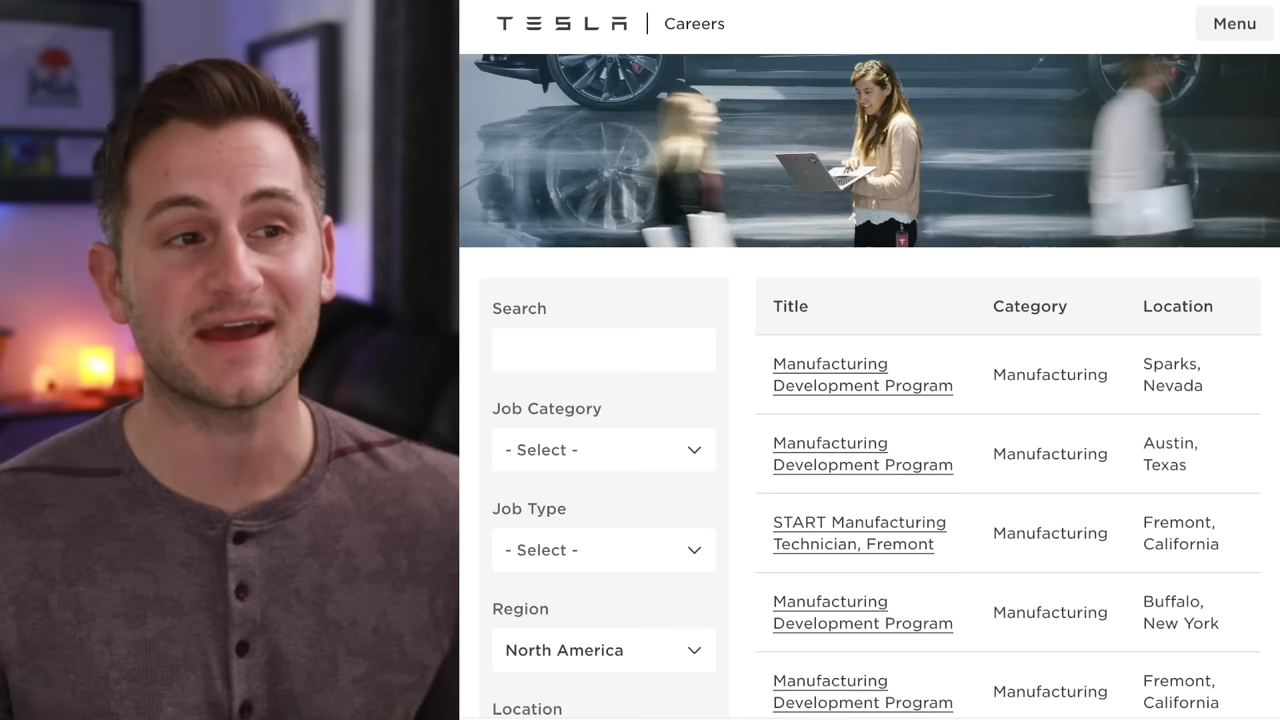 TESLA | Careers
Menu
Search
Job Category
- Select -
Job Type
- Select -
Region
North America
Location
Title Category Location
Manufacturing
Development Program
Manufacturing
Sparks,
Nevada
Manufacturing
Development Program
Manufacturing
Austin,
Texas
START Manufacturing
Technician, Fremont
Manufacturing
Fremont,
California
Manufacturing
Development Program
Manufacturing
Buffalo,
New York
Manufacturing
Development Program
Manufacturing
Fremont,
California